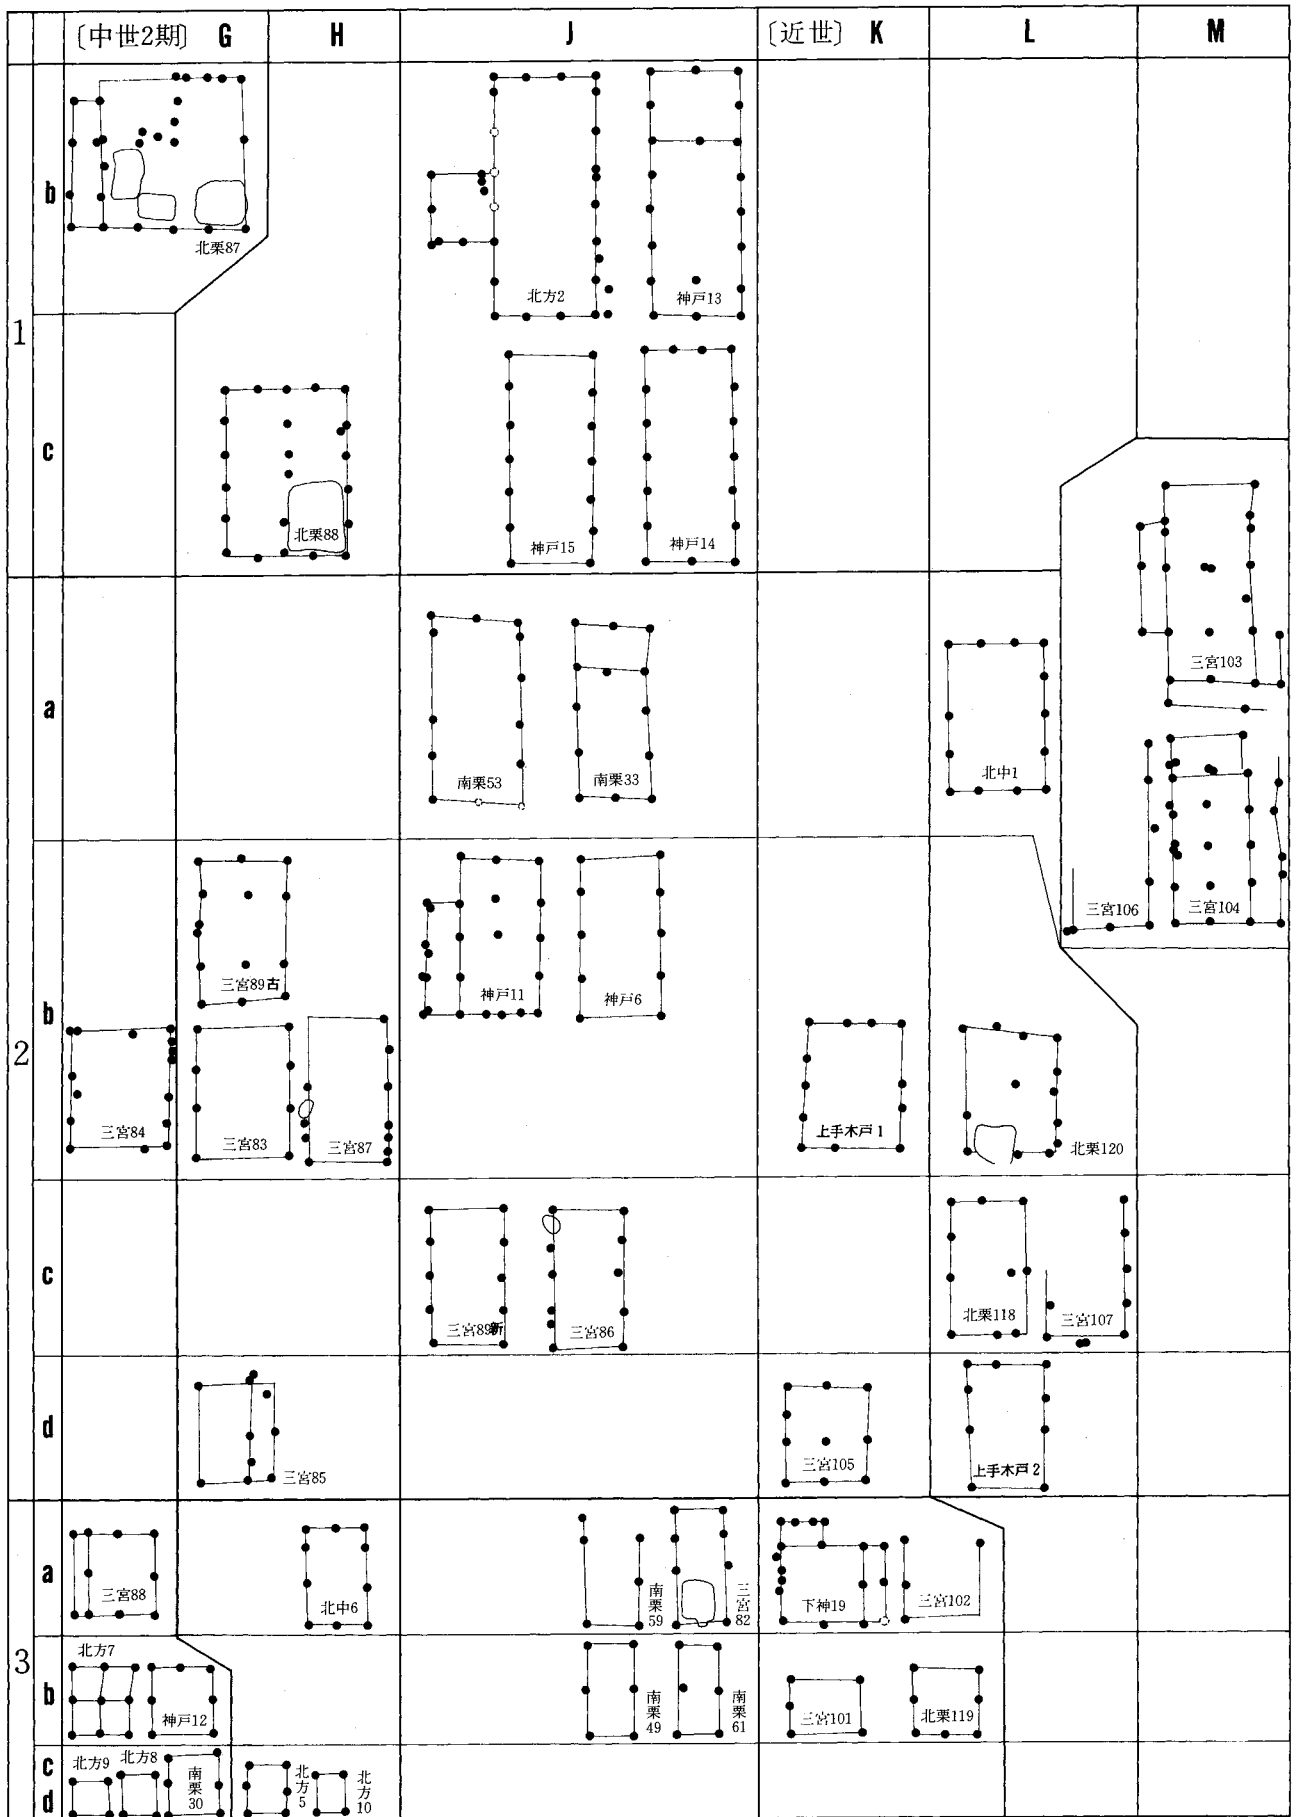 〔中世2期〕 G H J 〔近世〕 K L M
1
b
北栗87
北方2
神戸13
c
北栗88
神戸15
神戸14
三宮103
2
a
南栗53
南栗33
北中1
三宮106
三宮104
b
三宮89古
神戸11
神戸6
三宮84
三宮83
三宮87
上手木戸1
北栗120
c
三宮89新
三宮86
北栗118
三宮107
d
三宮85
三宮105
上手木戸2
3
a
三宮88
北中6
南栗59
三宮82
下神19
三宮102
b
北方7
神戸12
南栗49
南栗61
三宮101
北栗119
c
d
北方9
北方8
南栗30
北方5
北方10